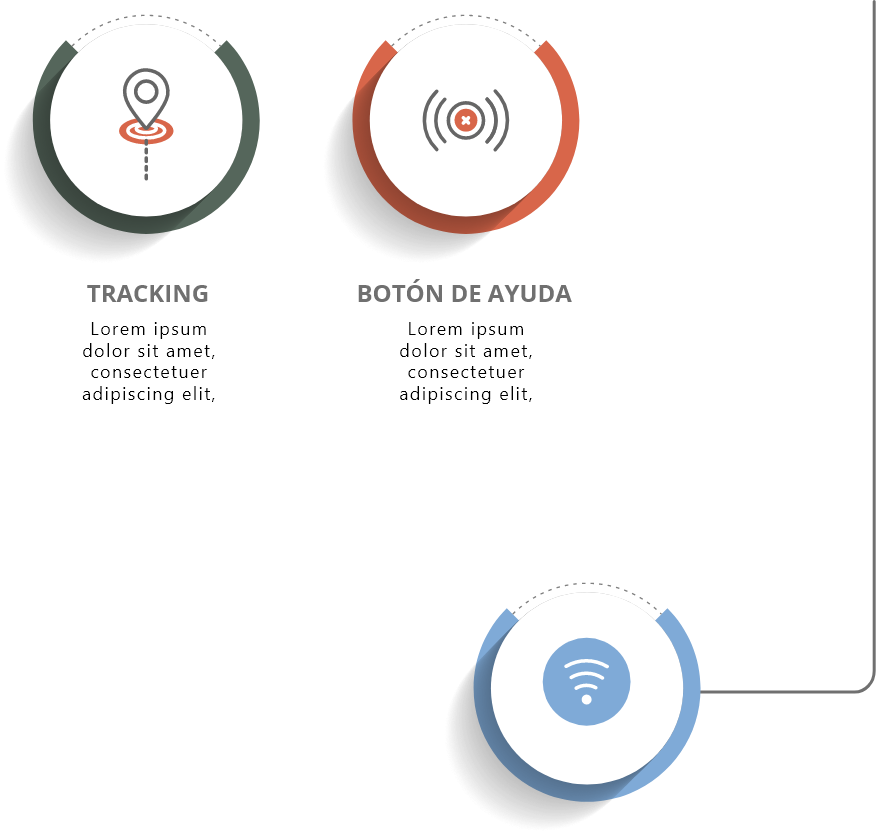 TRACKING
Lorem ipsum
dolor sit amet,
consectetuer
adipiscing elit,
BOTÓN DE AYUDA
Lorem ipsum
dolor sit amet,
consectetuer
adipiscing elit,